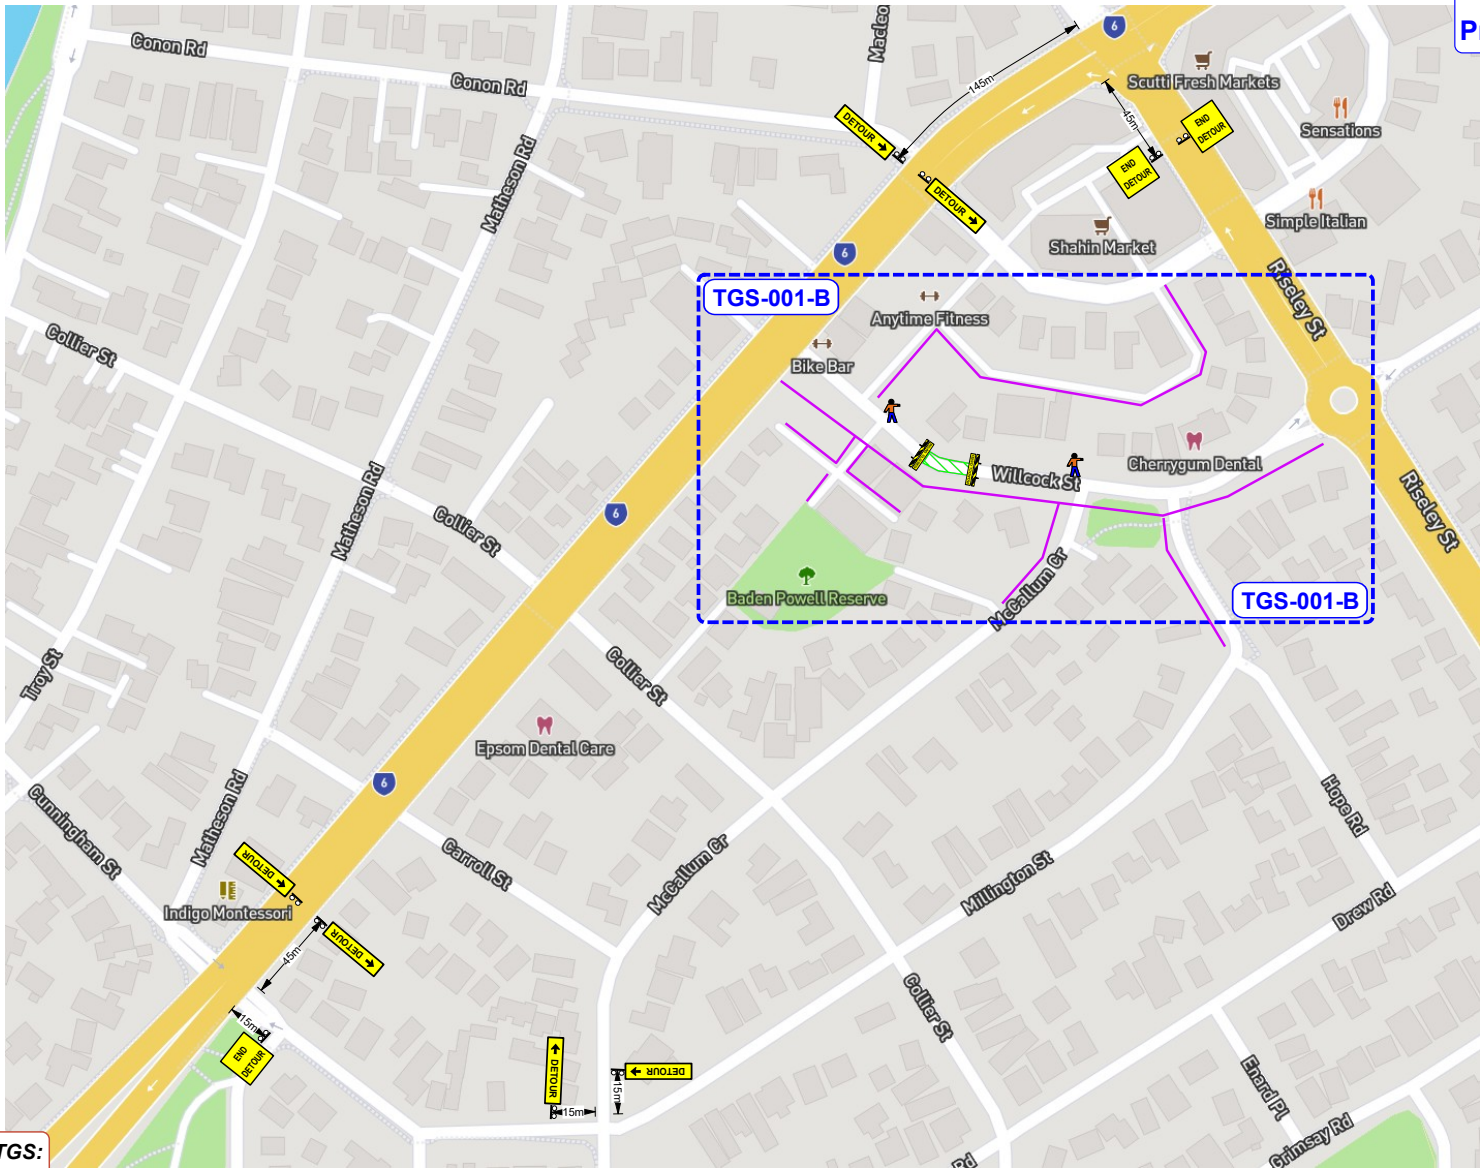 Pr
Conon Rd
Conon Rd
Macleo
6
145m
Scutti Fresh Markets
DETOUR
45m
END
DETOUR
Sensations
END
DETOUR
DETOUR
Matheson Rd
Simple Italian
Shahin Market
6
Riseley St
TGS-001-B
Anytime Fitness
Collier St
Bike Bar
Cherrygum Dental
Willcock St
Matheson Rd
Collier St
6
Riseley St
Baden Powell Reserve
McCallum Cr
TGS-001-B
Troy St
Collier St
Epsom Dental Care
6
Hope Rd
Cunningham St
Matheson Rd
Carroll St
McCallum Cr
Millington St
DETOUR
Indigo Montessori
Drew Rd
DETOUR
45m
15m
END
DETOUR
Collier St
DETOUR
DETOUR
15m
15m
Enard Pl
Grimsay Rd
TGS:
Rd